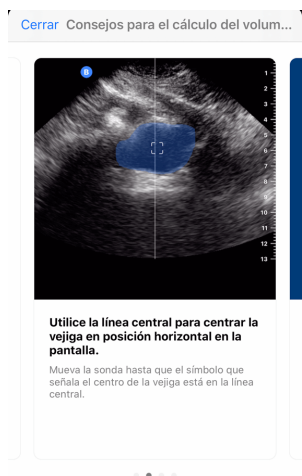 Cerrar Consejos para el cálculo del volum...
B
1
2
3
4
5
6
7
8
9
10
11
12
13
Utilice la línea central para centrar la
vejiga en posición horizontal en la
pantalla.
Mueva la sonda hasta que el símbolo que
señala el centro de la vejiga está en la línea
central.